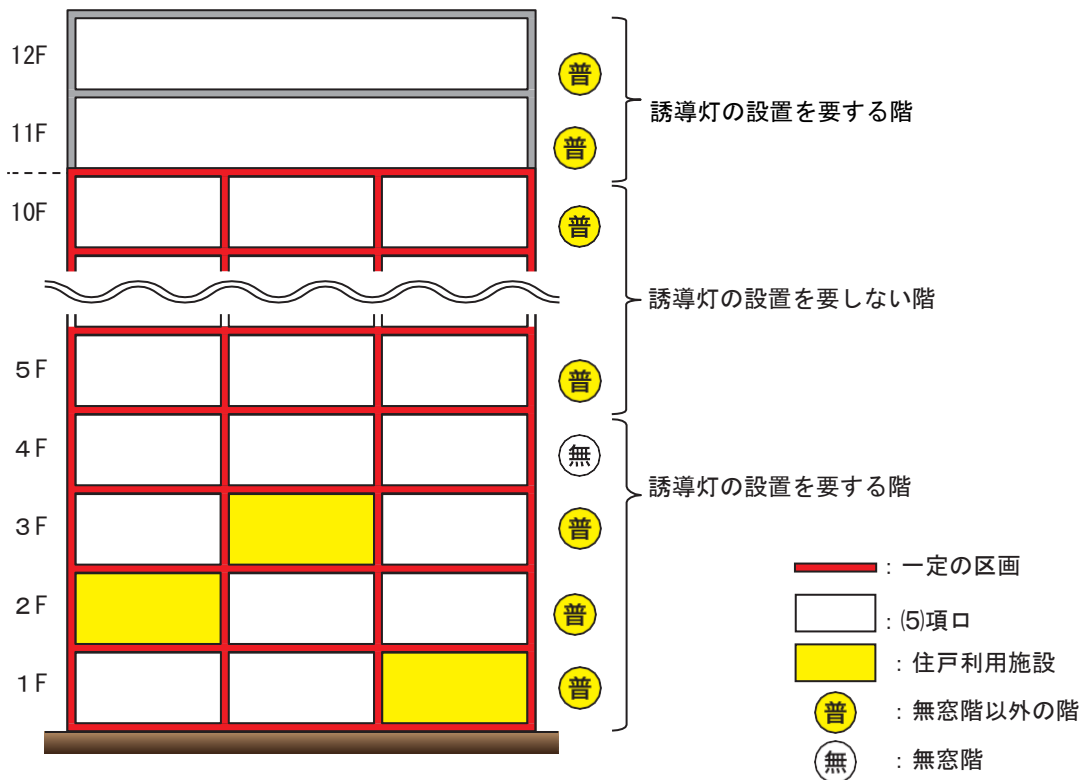 12F
普
11F
普
誘導灯の設置を要する階
10F
普
誘導灯の設置を要しない階
5F
普
4F
無
誘導灯の設置を要する階
3F
普
2F
普
1F
普
：一定の区画
：(5)項ロ
：住戸利用施設
普：無窓階以外の階
無：無窓階